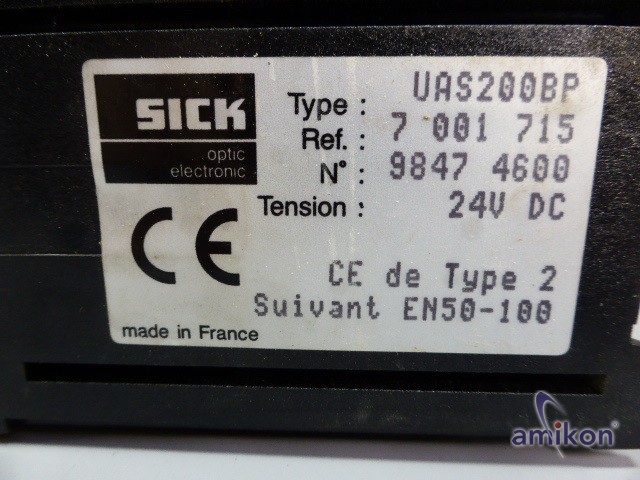 SICK
optic
electronic
Type : UAS200BP
Ref. : 7 001 715
N° : 9847 4600
Tension : 24V DC
CE
CE de Type 2
Suivant EN50-100
made in France
amikon